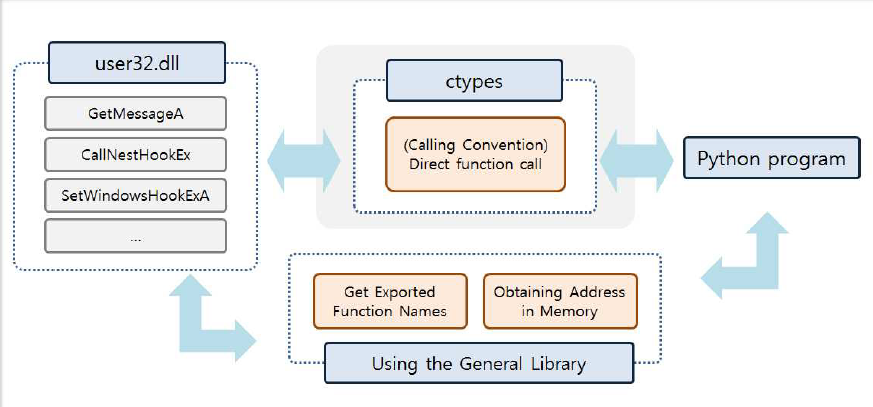 user32.dll
GetMessageA
CallNestHookEx
SetWindowsHookExA
...
ctypes
(Calling Convention)
Direct function call
Python program
Get Exported
Function Names
Obtaining Address
in Memory
Using the General Library